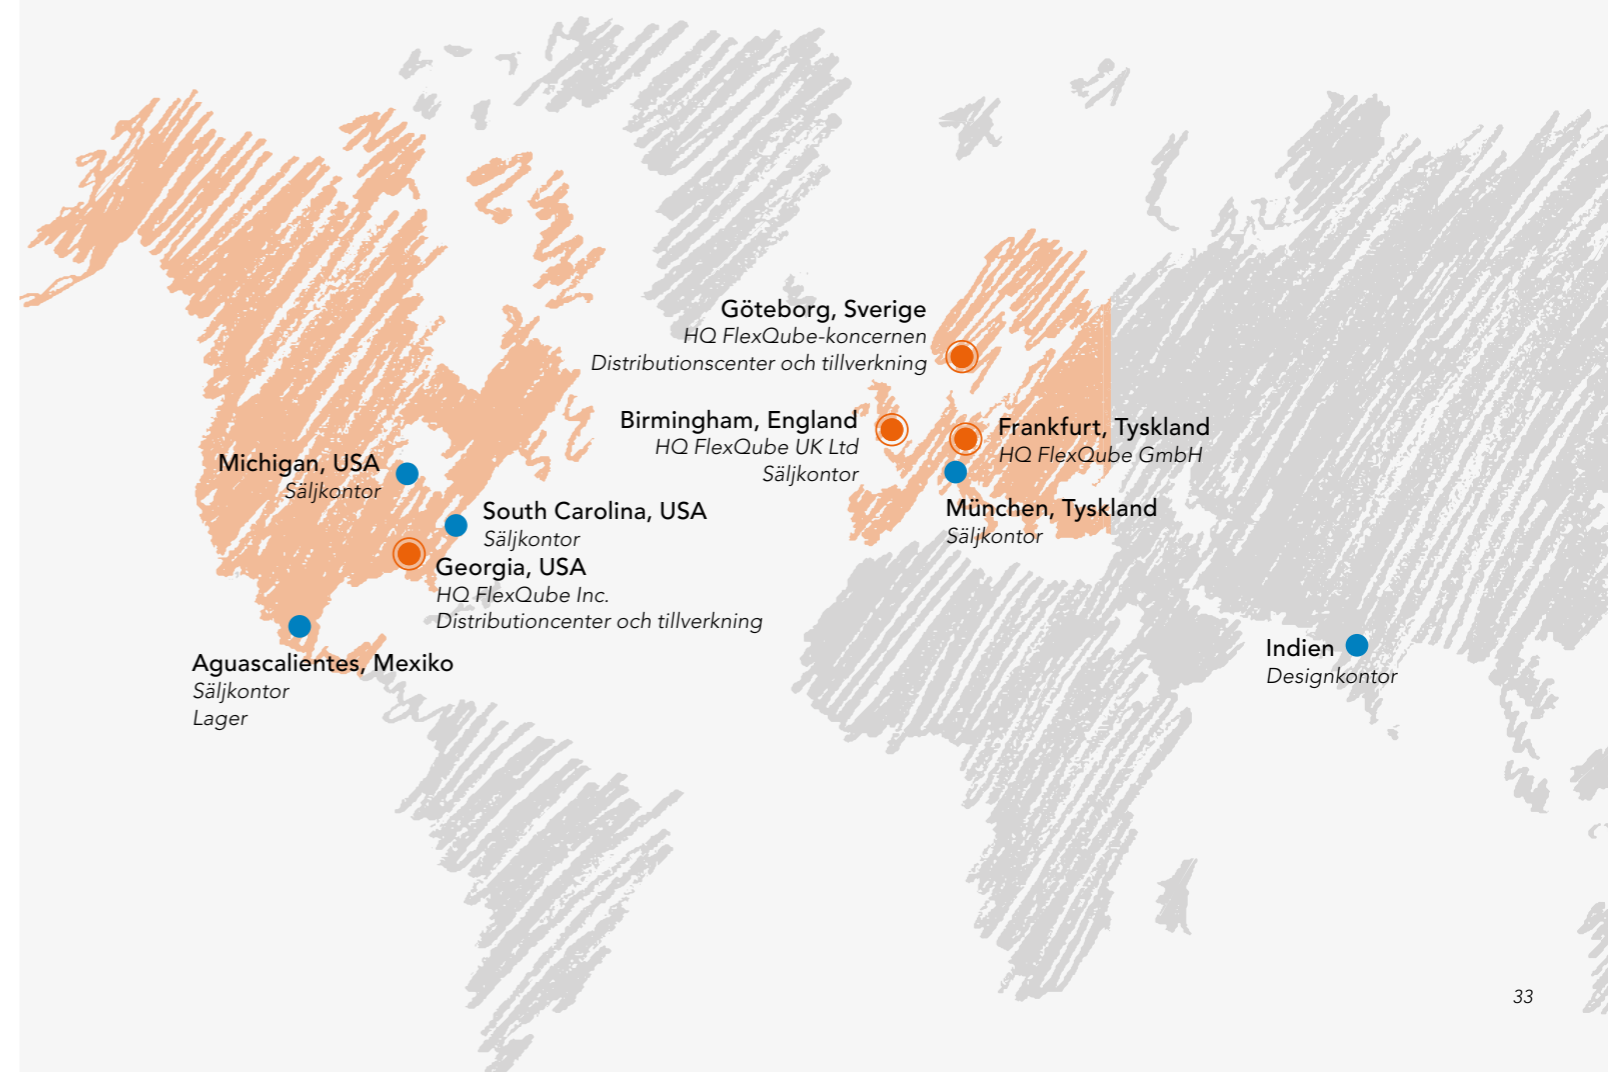 Göteborg, Sverige
HQ FlexQube-koncernen
Distributionscenter och tillverkning
Birmingham, England
HQ FlexQube UK Ltd
Säljkontor
Frankfurt, Tyskland
HQ FlexQube GmbH
München, Tyskland
Säljkontor
Michigan, USA
Säljkontor
South Carolina, USA
Säljkontor
Georgia, USA
HQ FlexQube Inc.
Distributioncenter och tillverkning
Aguascalientes, Mexiko
Säljkontor
Lager
Indien
Designkontor
33